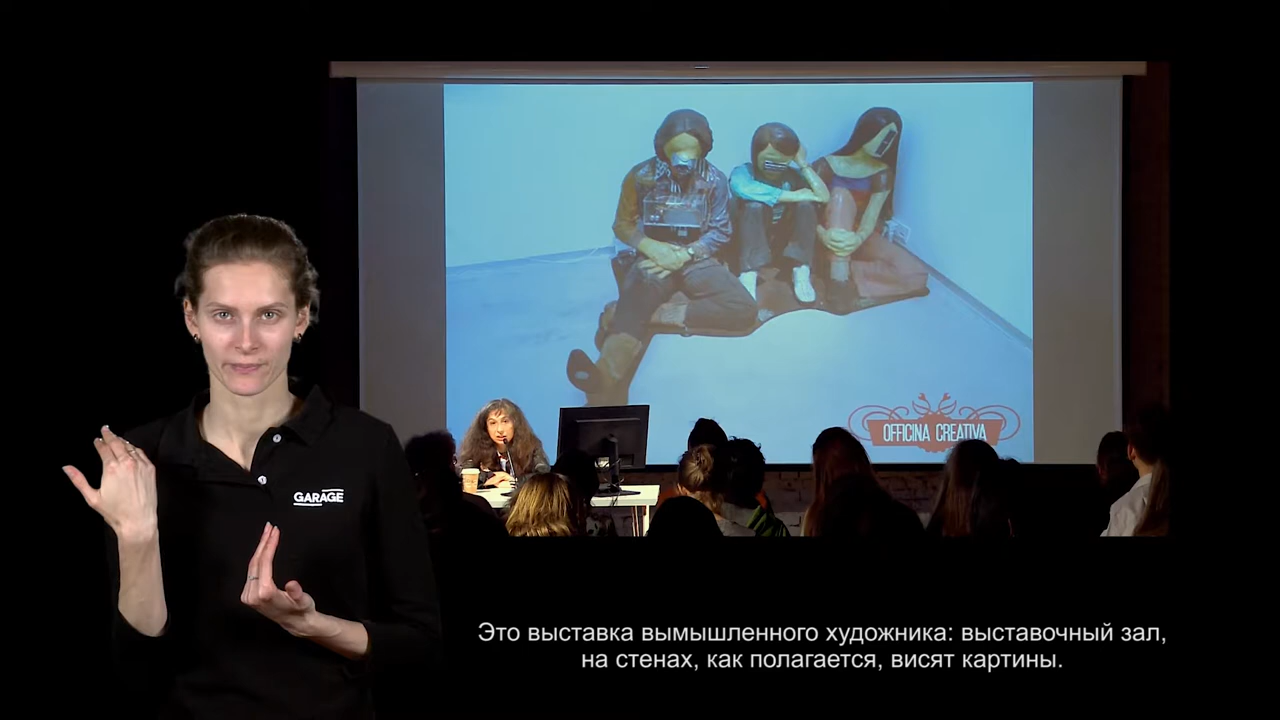 OFFICINA CREATIVA
GARAGE
Это выставка вымышленного художника: выставочный зал,
на стенах, как полагается, висят картины.